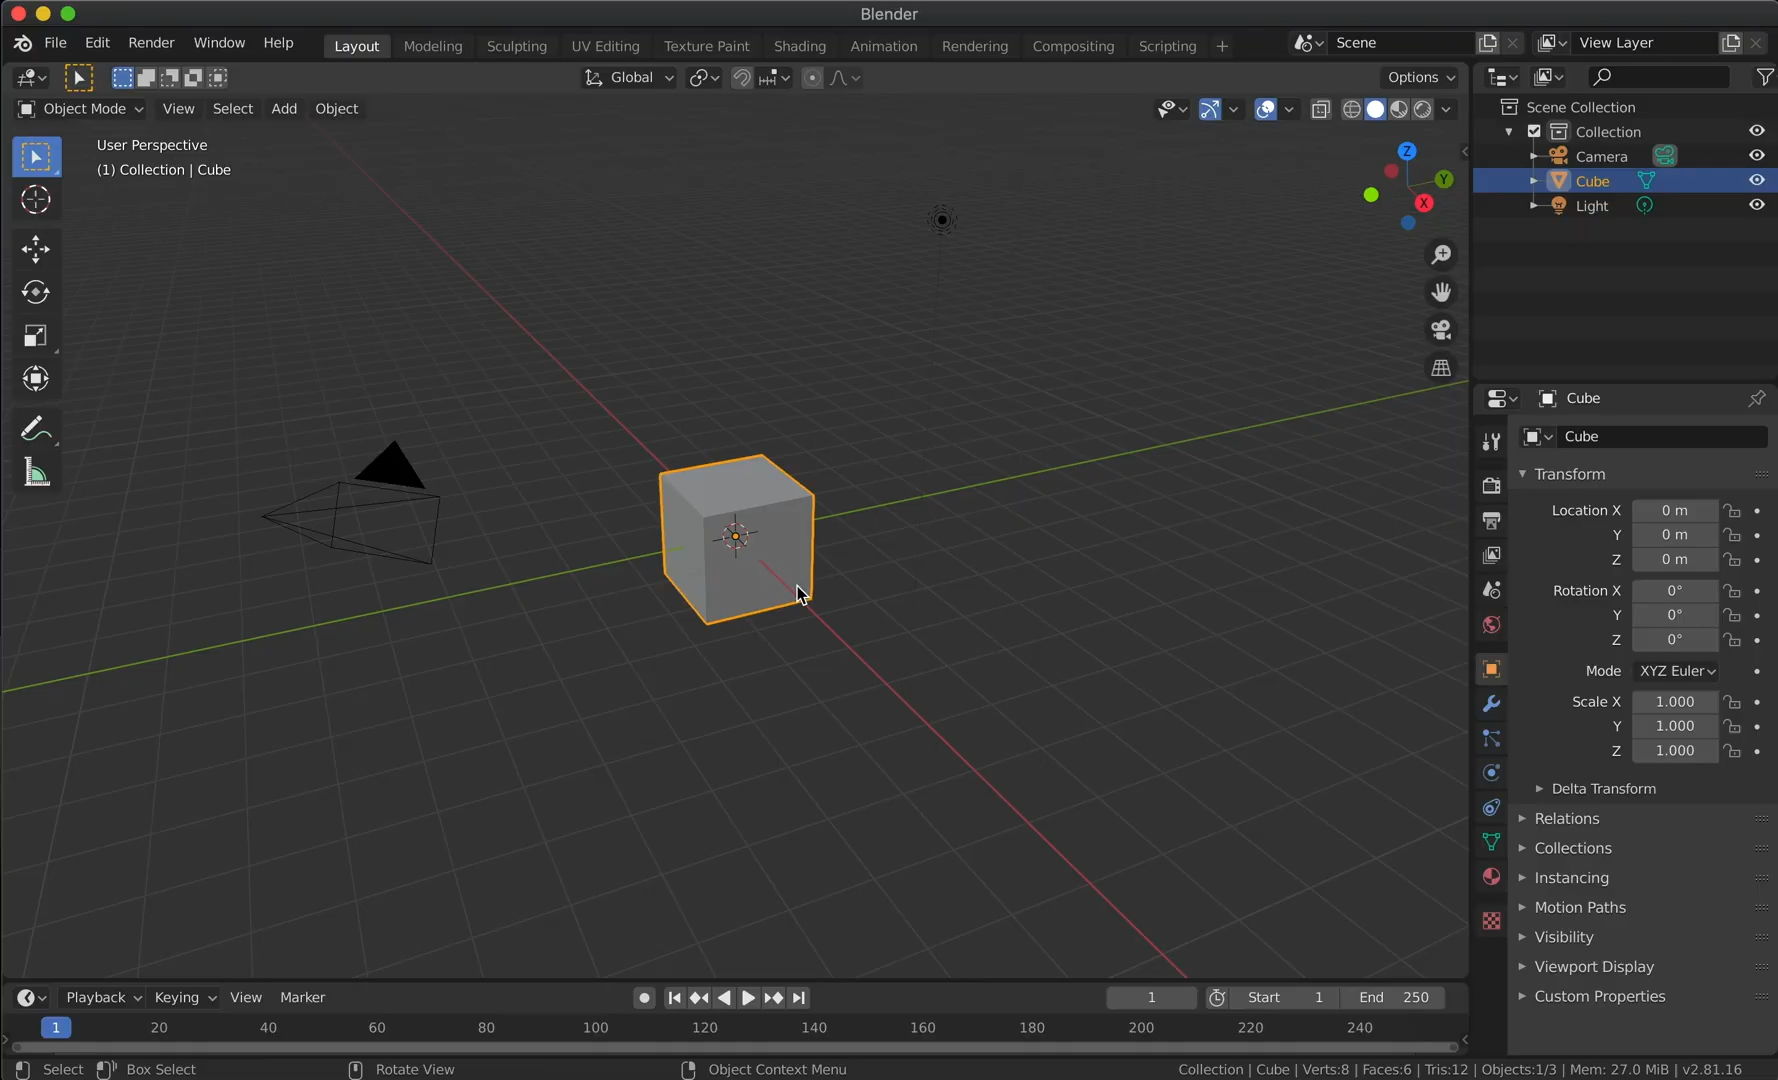 Blender
File Edit Render Window Help Layout Modeling Sculpting UV Editing Texture Paint Shading Animation Rendering Compositing Scripting + Scene View Layer
Global Options
Object Mode View Select Add Object
User Perspective
(1) Collection | Cube
Z
Y
X
Scene Collection
Collection
Camera
Cube
Light
Cube
Cube
Transform
Location X 0 m
Y 0 m
Z 0 m
Rotation X 0°
Y 0°
Z 0°
Mode XYZ Euler
Scale X 1.000
Y 1.000
Z 1.000
Delta Transform
Relations
Collections
Instancing
Motion Paths
Visibility
Viewport Display
Custom Properties
Playback Keying View Marker 1 Start 1 End 250
1 20 40 60 80 100 120 140 160 180 200 220 240
Select Box Select Rotate View Object Context Menu Collection | Cube | Verts:8 | Faces:6 | Tris:12 | Objects:1/3 | Mem: 27.0 MiB | v2.81.16